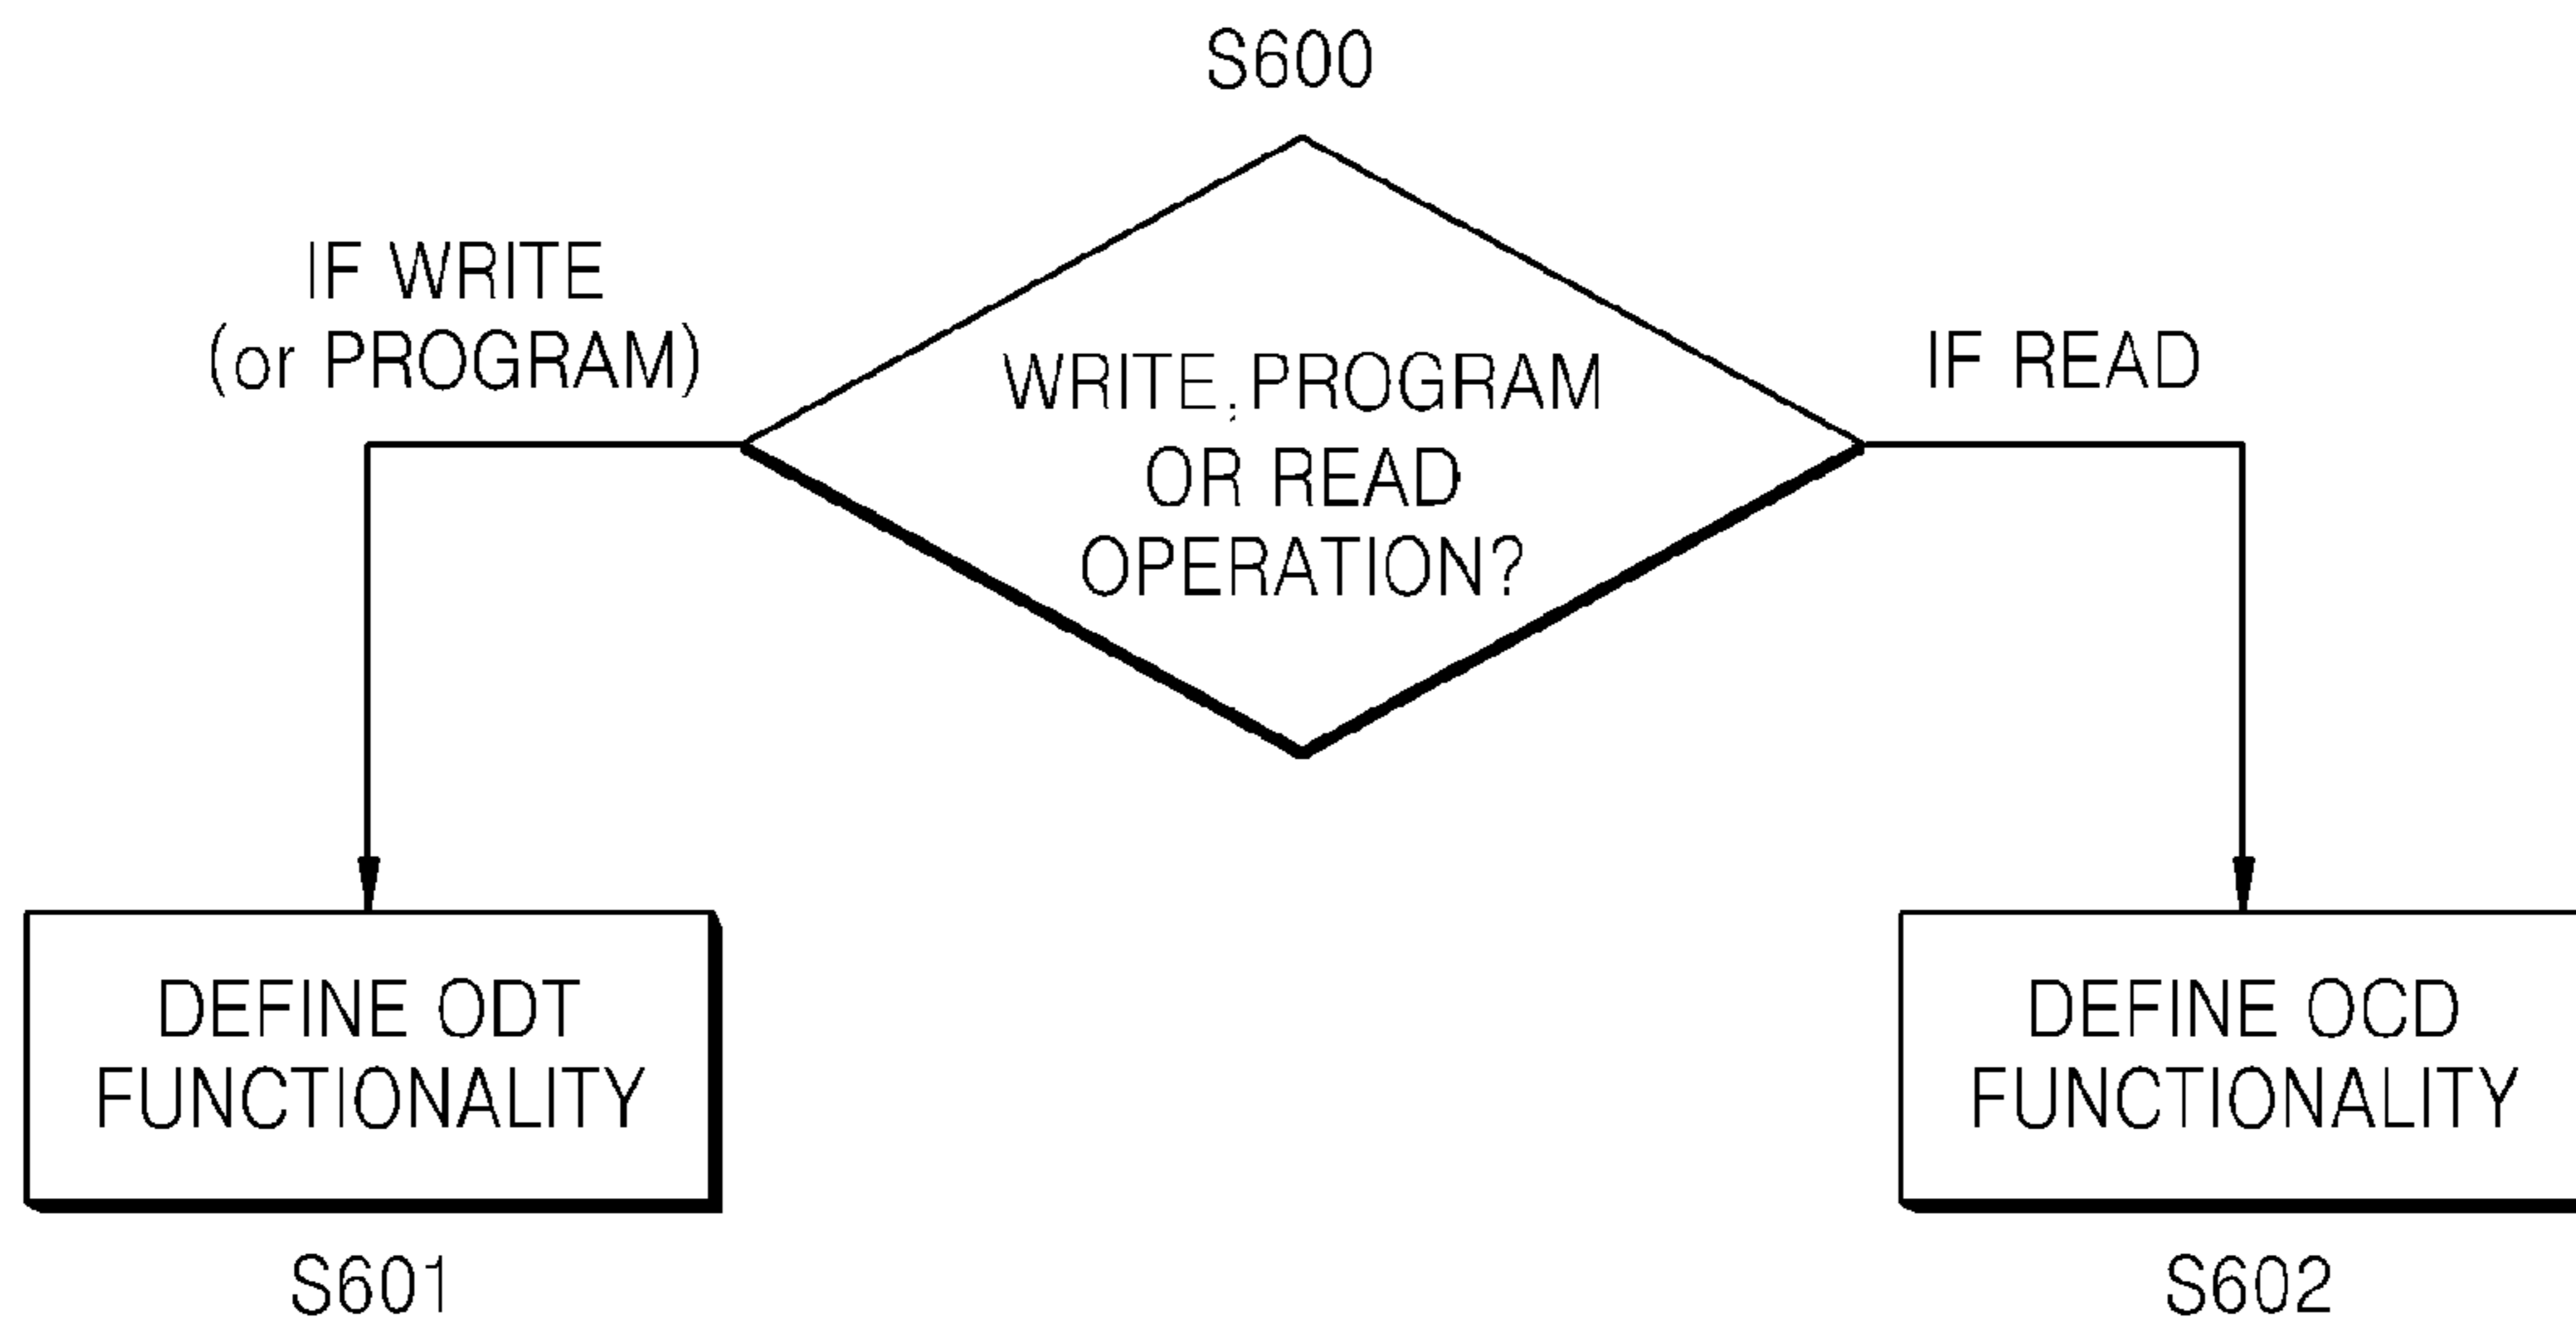 S600
IF WRITE
(or PROGRAM)
WRITE, PROGRAM
OR READ
OPERATION?
IF READ
DEFINE ODT
FUNCTIONALITY
S601
DEFINE OCD
FUNCTIONALITY
S602